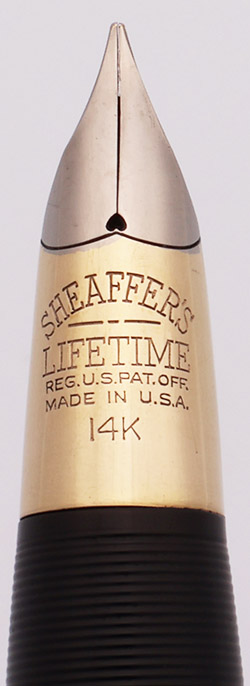 SHEAFFER'S
LIFETIME
REG. U.S. PAT. OFF.
MADE IN U.S.A.
14K